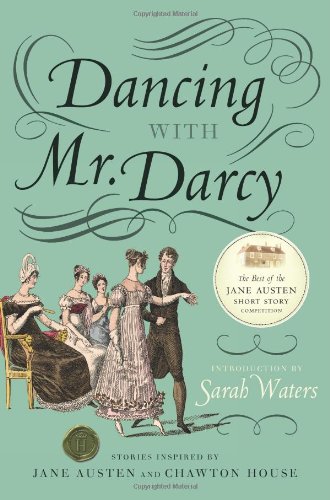 Dancing
WITH
Mr. Darcy
The Best of the
JANE AUSTEN
SHORT STORY
COMPETITION
INTRODUCTION BY
Sarah Waters
H
STORIES INSPIRED BY
JANE AUSTEN AND CHAWTON HOUSE